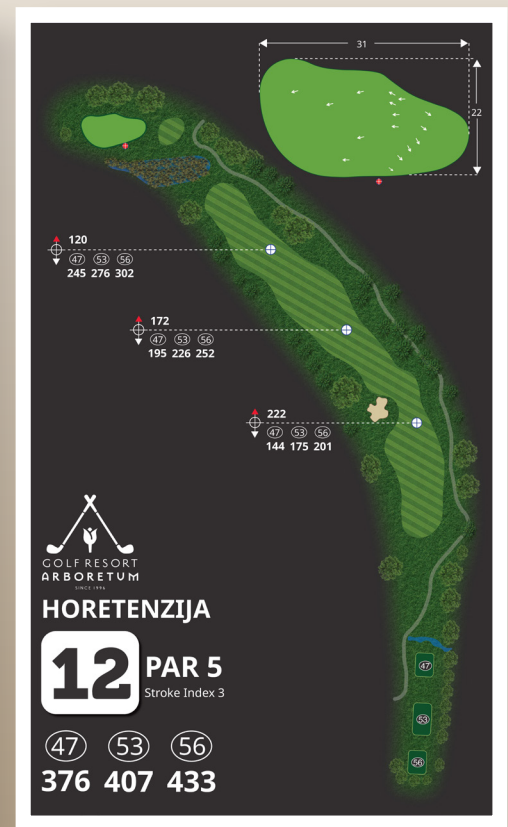 31
22
120
47 53 56
245 276 302
172
47 53 56
195 226 252
222
47 53 56
144 175 201
GOLF RESORT
ARBORETUM
SINCE 1996
HORETENZIJA
12 PAR 5
Stroke Index 3
47 53 56
376 407 433
47
53
56